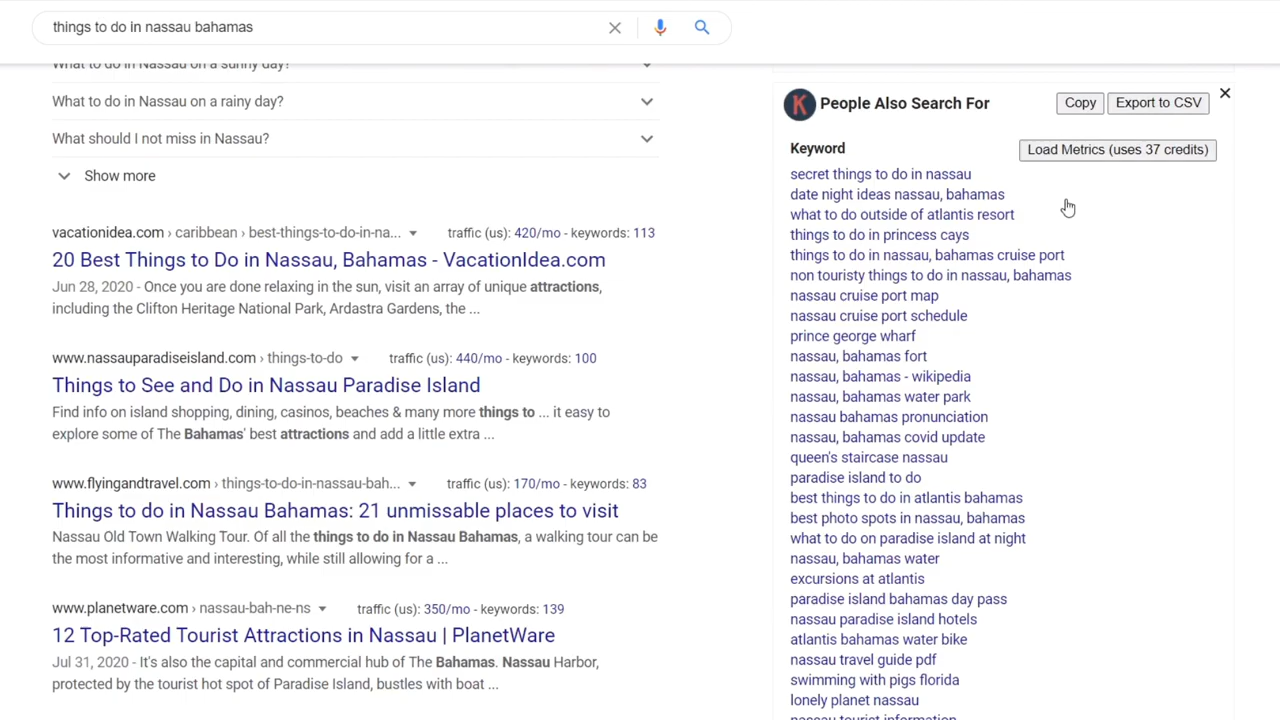 things to do in nassau bahamas
What to do in Nassau on a sunny day?
What to do in Nassau on a rainy day?
What should I not miss in Nassau?
Show more
vacationidea.com › caribbean › best-things-to-do-in-na... traffic (us): 420/mo - keywords: 113
20 Best Things to Do in Nassau, Bahamas - VacationIdea.com
Jun 28, 2020 - Once you are done relaxing in the sun, visit an array of unique attractions,
including the Clifton Heritage National Park, Ardastra Gardens, the ...
www.nassauparadiseisland.com › things-to-do traffic (us): 440/mo - keywords: 100
Things to See and Do in Nassau Paradise Island
Find info on island shopping, dining, casinos, beaches & many more things to ... it easy to
explore some of The Bahamas' best attractions and add a little extra ...
www.flyingandtravel.com › things-to-do-in-nassau-bah... traffic (us): 170/mo - keywords: 83
Things to do in Nassau Bahamas: 21 unmissable places to visit
Nassau Old Town Walking Tour. Of all the things to do in Nassau Bahamas, a walking tour can be
the most informative and interesting, while still allowing for a ...
www.planetware.com › nassau-bah-ne-ns traffic (us): 350/mo - keywords: 139
12 Top-Rated Tourist Attractions in Nassau | PlanetWare
Jul 31, 2020 - It's also the capital and commercial hub of The Bahamas. Nassau Harbor,
protected by the tourist hot spot of Paradise Island, bustles with boat ...
K People Also Search For Copy Export to CSV
Keyword Load Metrics (uses 37 credits)
secret things to do in nassau
date night ideas nassau, bahamas
what to do outside of atlantis resort
things to do in princess cays
things to do in nassau, bahamas cruise port
non touristy things to do in nassau, bahamas
nassau cruise port map
nassau cruise port schedule
prince george wharf
nassau, bahamas fort
nassau, bahamas - wikipedia
nassau, bahamas water park
nassau bahamas pronunciation
nassau, bahamas covid update
queen's staircase nassau
paradise island to do
best things to do in atlantis bahamas
best photo spots in nassau, bahamas
what to do on paradise island at night
nassau, bahamas water
excursions at atlantis
paradise island bahamas day pass
nassau paradise island hotels
atlantis bahamas water bike
nassau travel guide pdf
swimming with pigs florida
lonely planet nassau
nassau tourist information